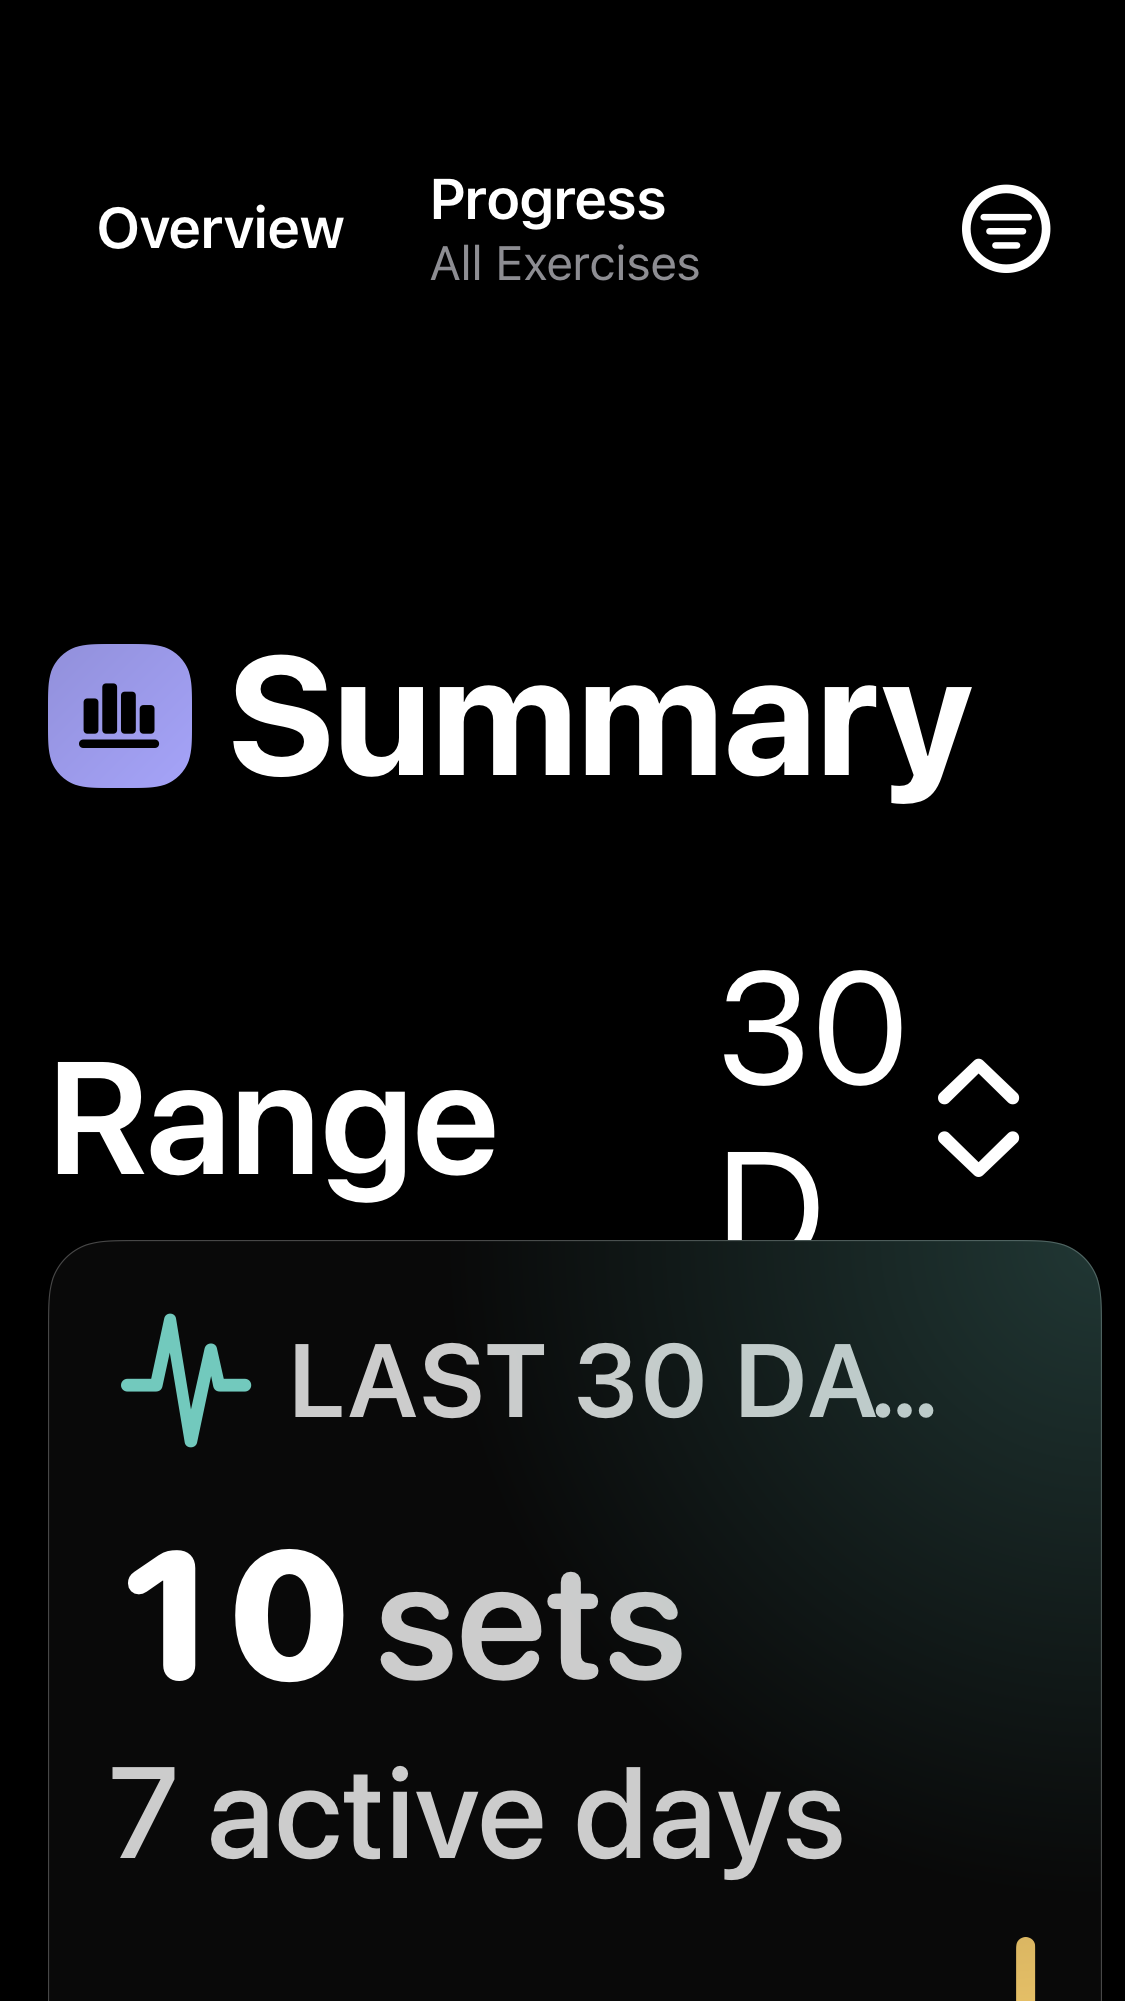 Overview
Progress
All Exercises
Summary
Range
30
D
LAST 30 DA...
10 sets
7 active days